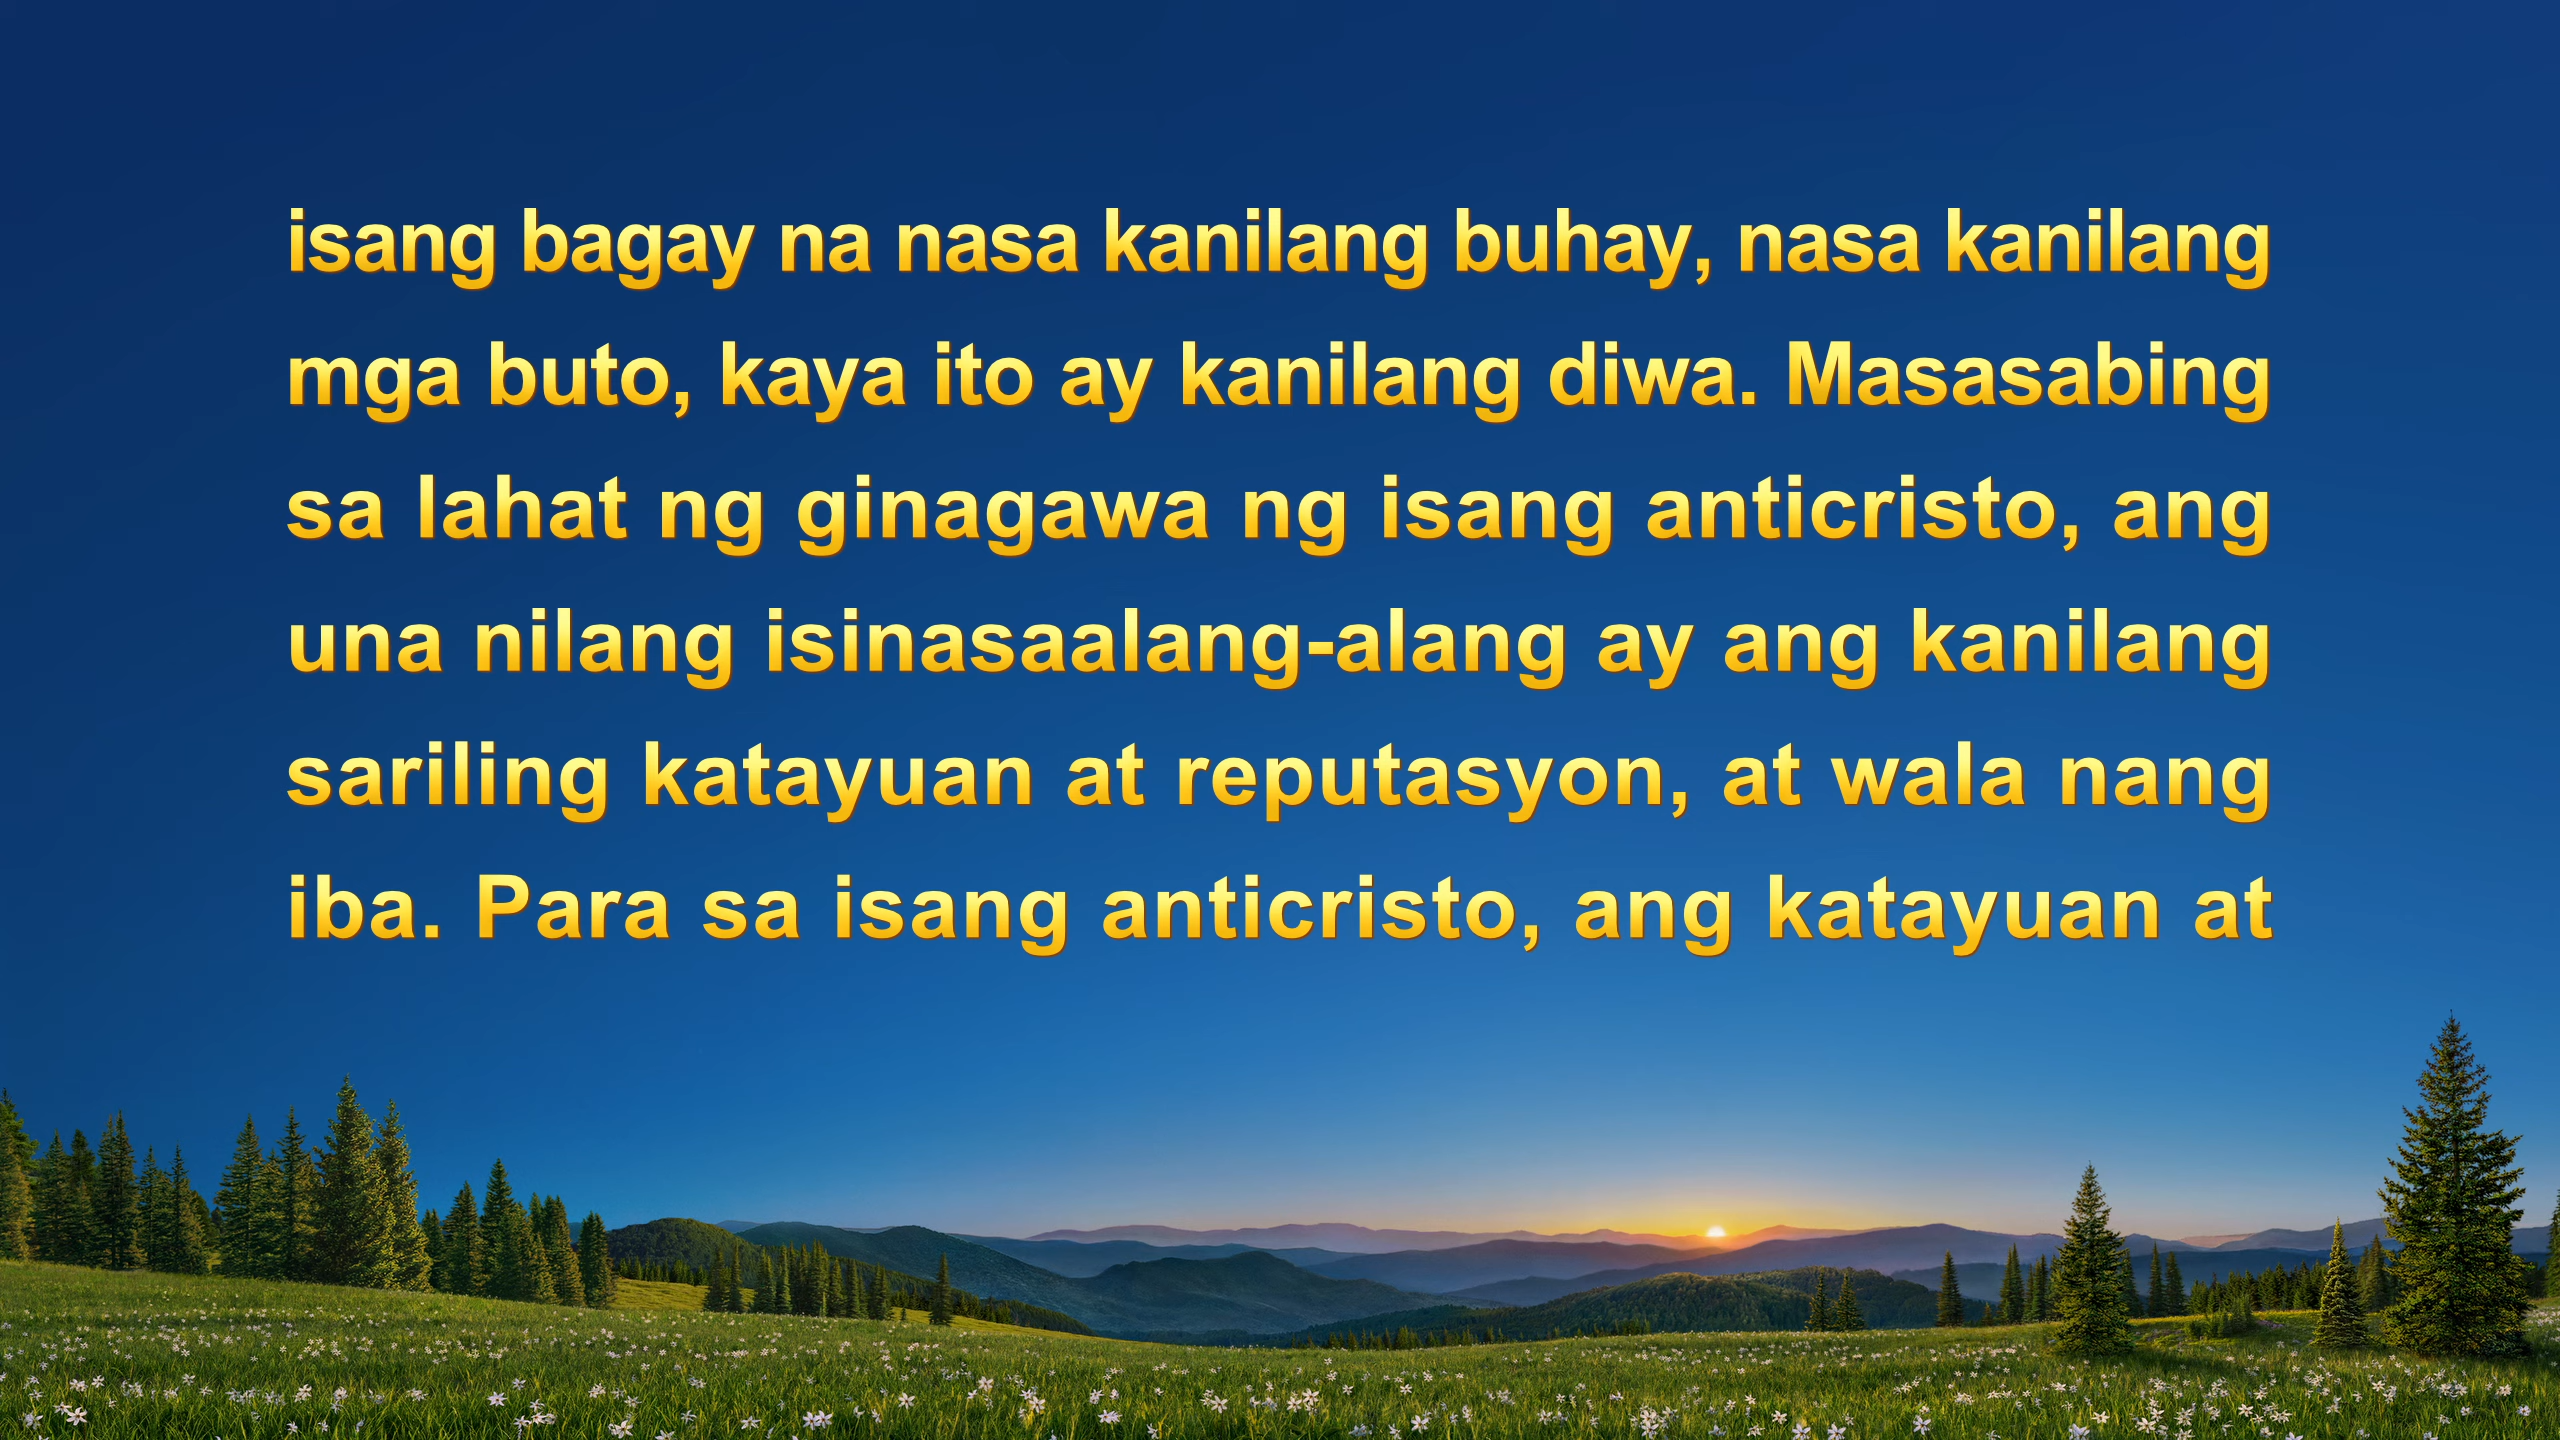 isang bagay na nasa kanilang buhay, nasa kanilang
mga buto, kaya ito ay kanilang diwa. Masasabing
sa lahat ng ginagawa ng isang anticristo, ang
una nilang isinasaalang-alang ay ang kanilang
sariling katayuan at reputasyon, at wala nang
iba. Para sa isang anticristo, ang katayuan at